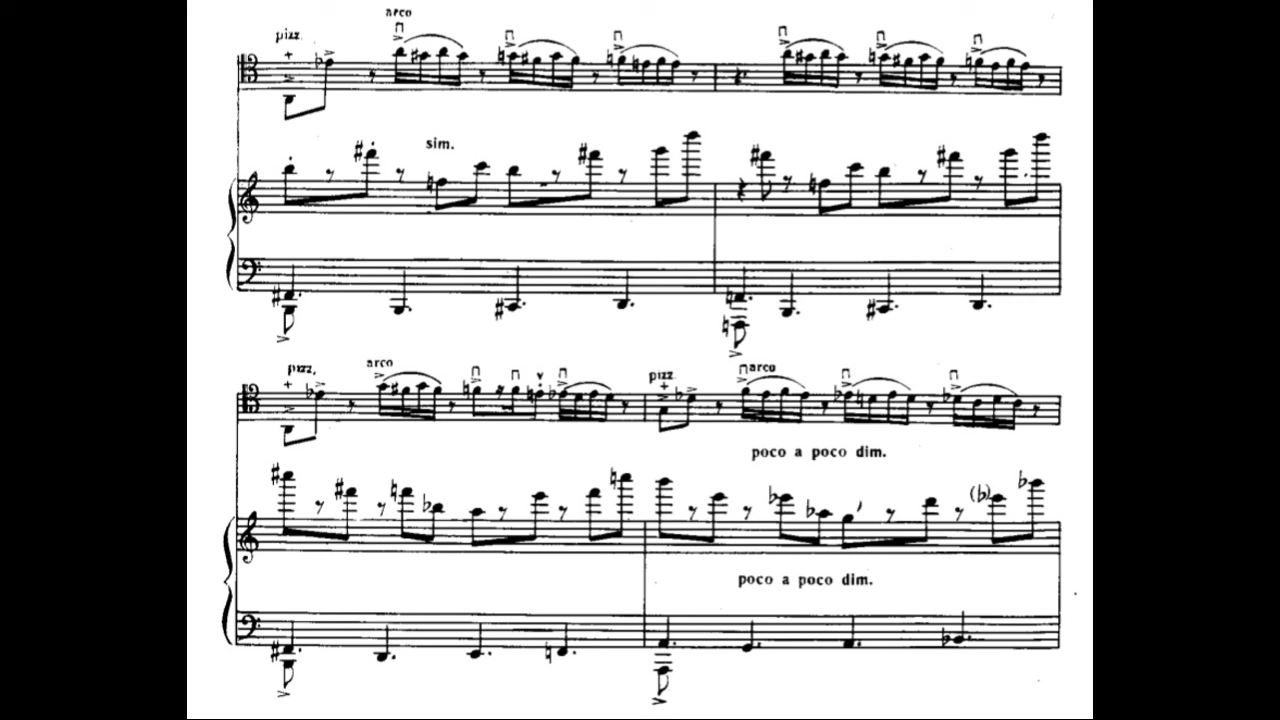 arco
pizz.
sim.
pizz. arco pizz. arco
poco a poco dim.
(b)
poco a poco dim.